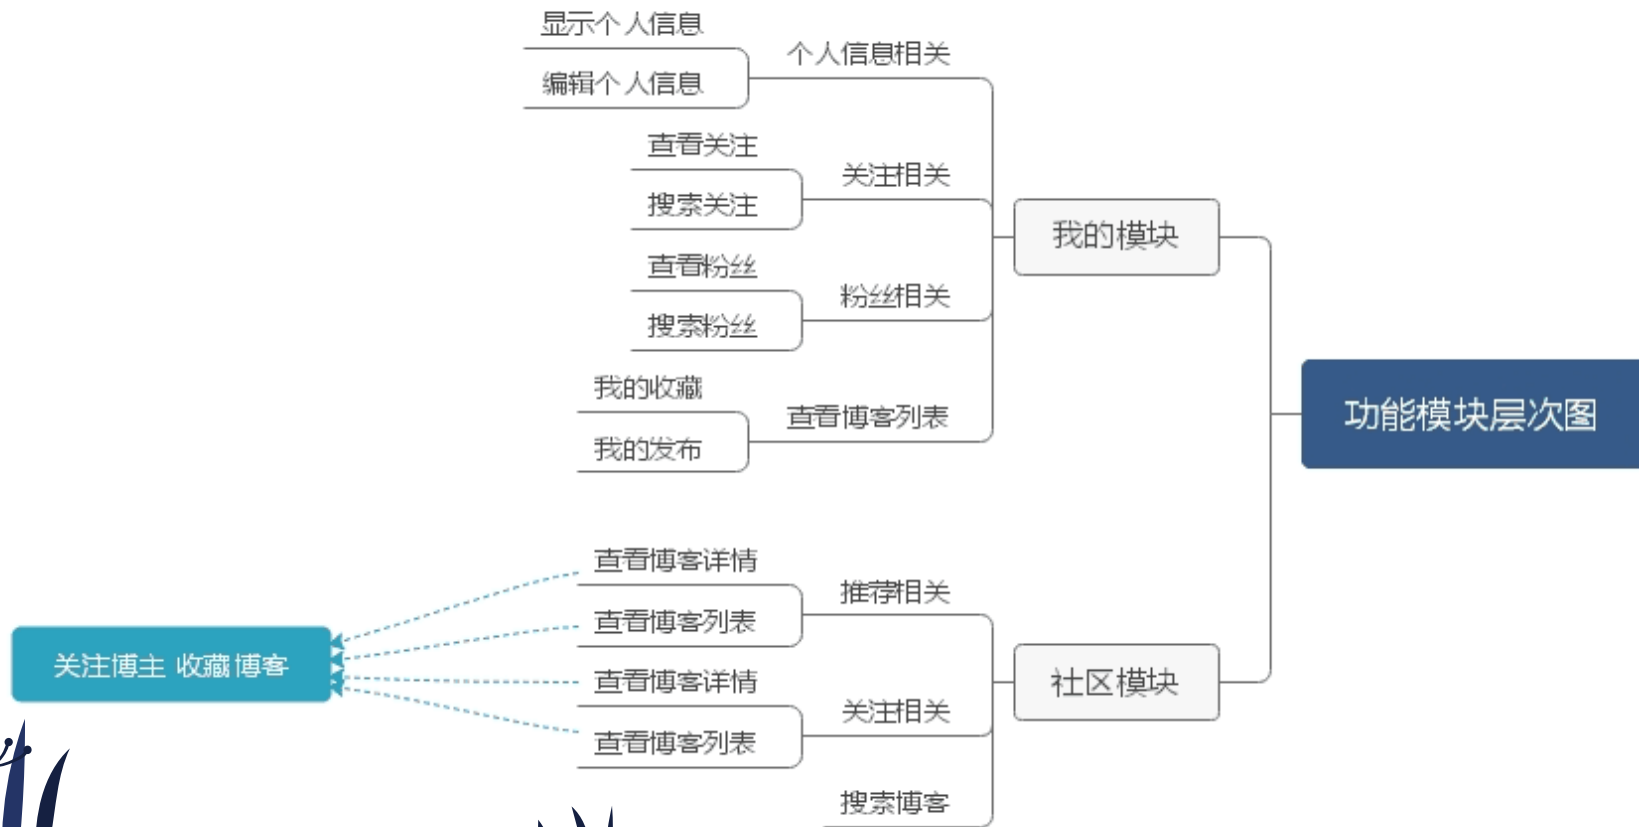 显示个人信息
个人信息相关
编辑个人信息
查看关注
关注相关
搜索关注
我的模块
查看粉丝
粉丝相关
搜索粉丝
我的收藏
查看博客列表
我的发布
功能模块层次图
查看博客详情
推荐相关
查看博客列表
关注博主 收藏博客
查看博客详情
社区模块
关注相关
查看博客列表
搜索博客